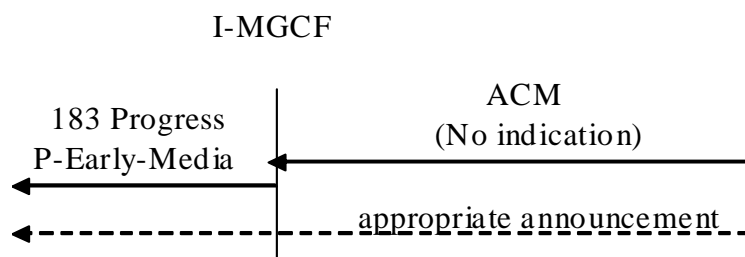 I-MGCF
183 Progress
P-Early-Media
ACM
(No indication)
appropriate announcement